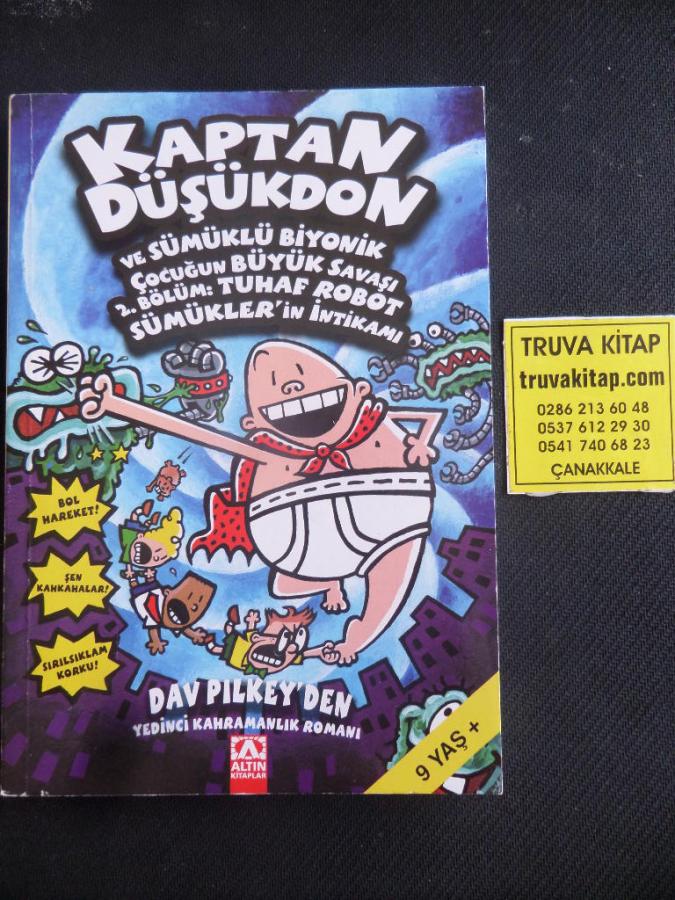 KAPTAN
DÜŞÜKDON
VE SÜMÜKLÜ BİYONİK
ÇOCUĞUN BÜYÜK SAVAŞI
2. BÖLÜM: TUHAF ROBOT
SÜMÜKLER'İN İNTİKAMI
BOL
HAREKET!
ŞEN
KAHKAHALAR!
SIRILSIKLAM
KORKU!
DAV PILKEY'DEN
YEDİNCİ KAHRAMANLIK ROMANI
ALTIN
KİTAPLAR
9 YAŞ +
TRUVA KİTAP
truvakitap.com
0286 213 60 48
0537 612 29 30
0541 740 68 23
ÇANAKKALE